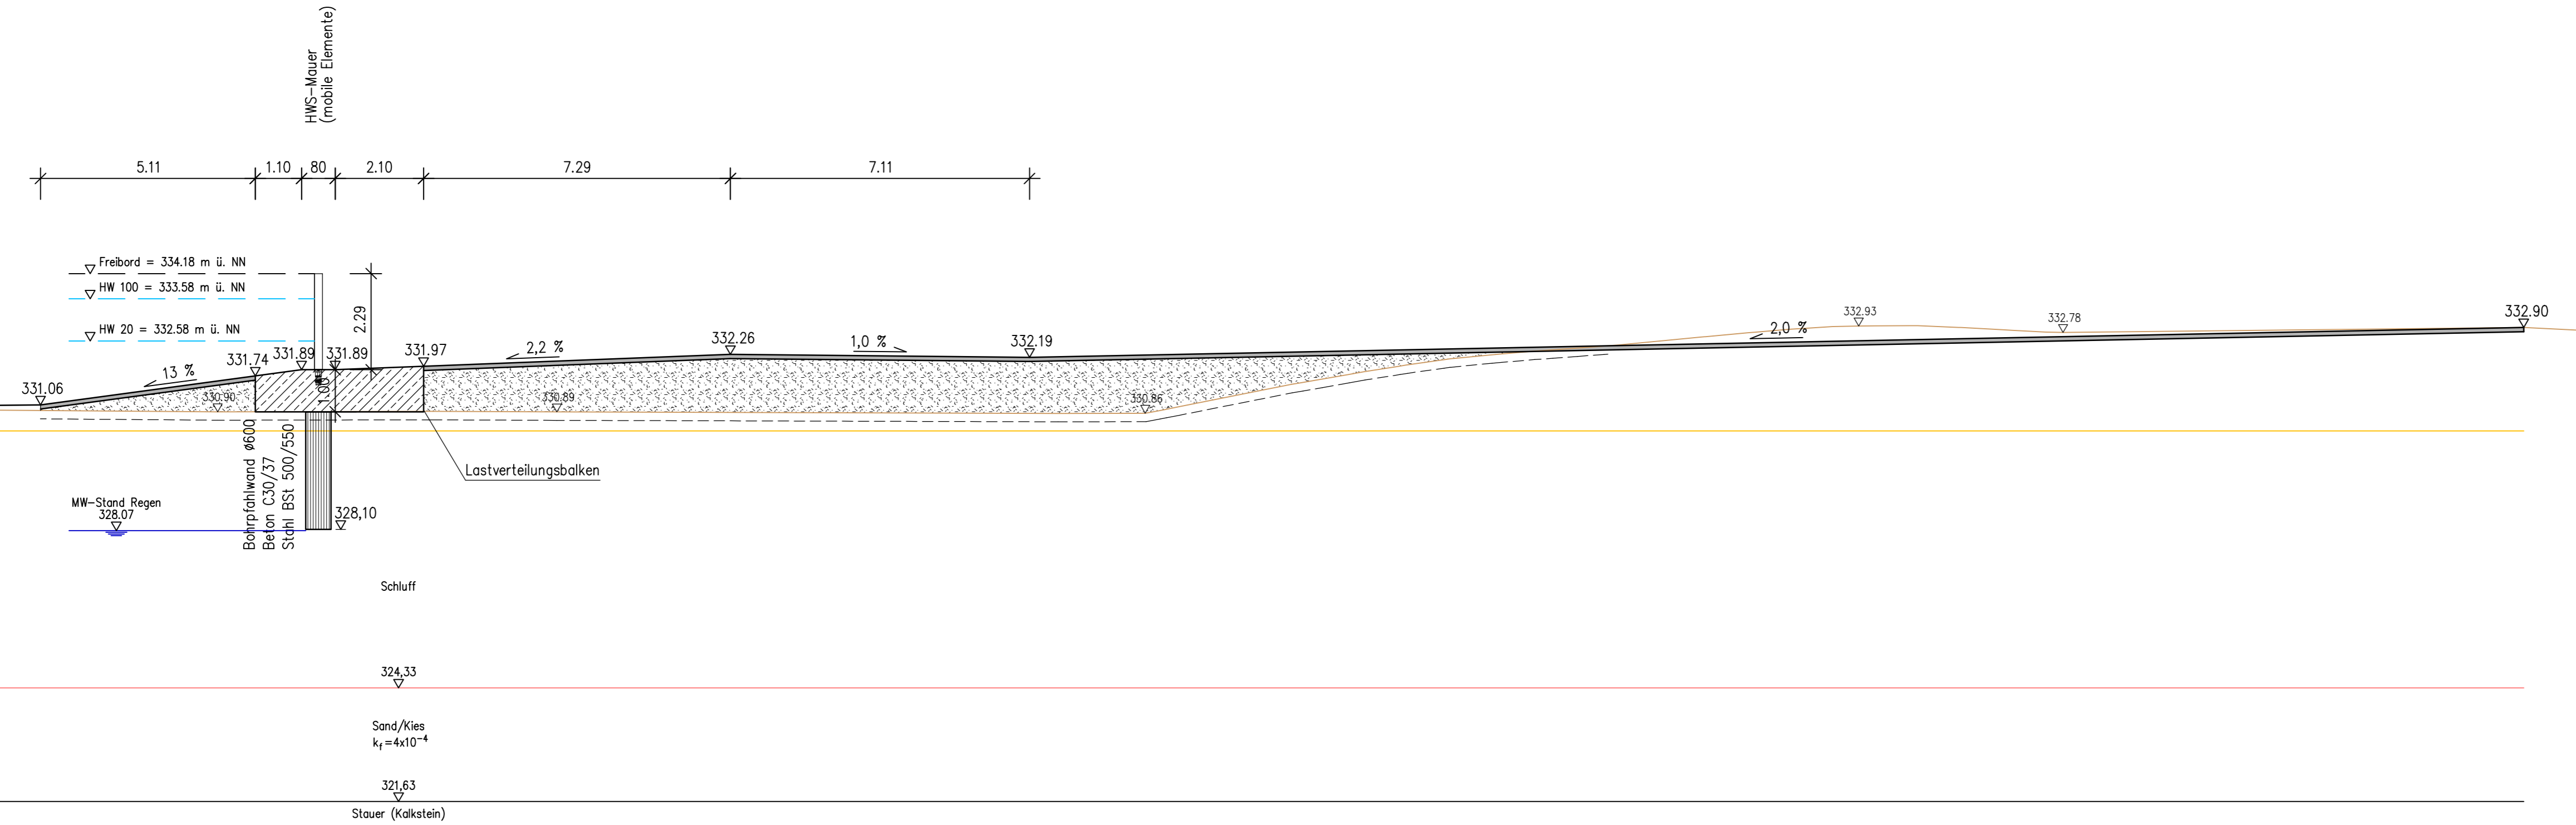 HWS-Mauer
(mobile Elemente)
5.11
1.10
80
2.10
7.29
7.11
Freibord = 334.18 m ü. NN
HW 100 = 333.58 m ü. NN
HW 20 = 332.58 m ü. NN
2.29
331.06
13 %
331.74
331.89
331.89
331.97
2,2 %
332.26
1,0 %
332.19
2,0 %
332.93
332.78
332.90
1.00
330.90
330.89
330.86
Bohrpfahlwand ø600
Beton C30/37
Stahl BSt 500/550
Lastverteilungsbalken
MW-Stand Regen
328.07
328,10
Schluff
324,33
Sand/Kies
kf=4x10⁻⁴
321,63
Stauer (Kalkstein)